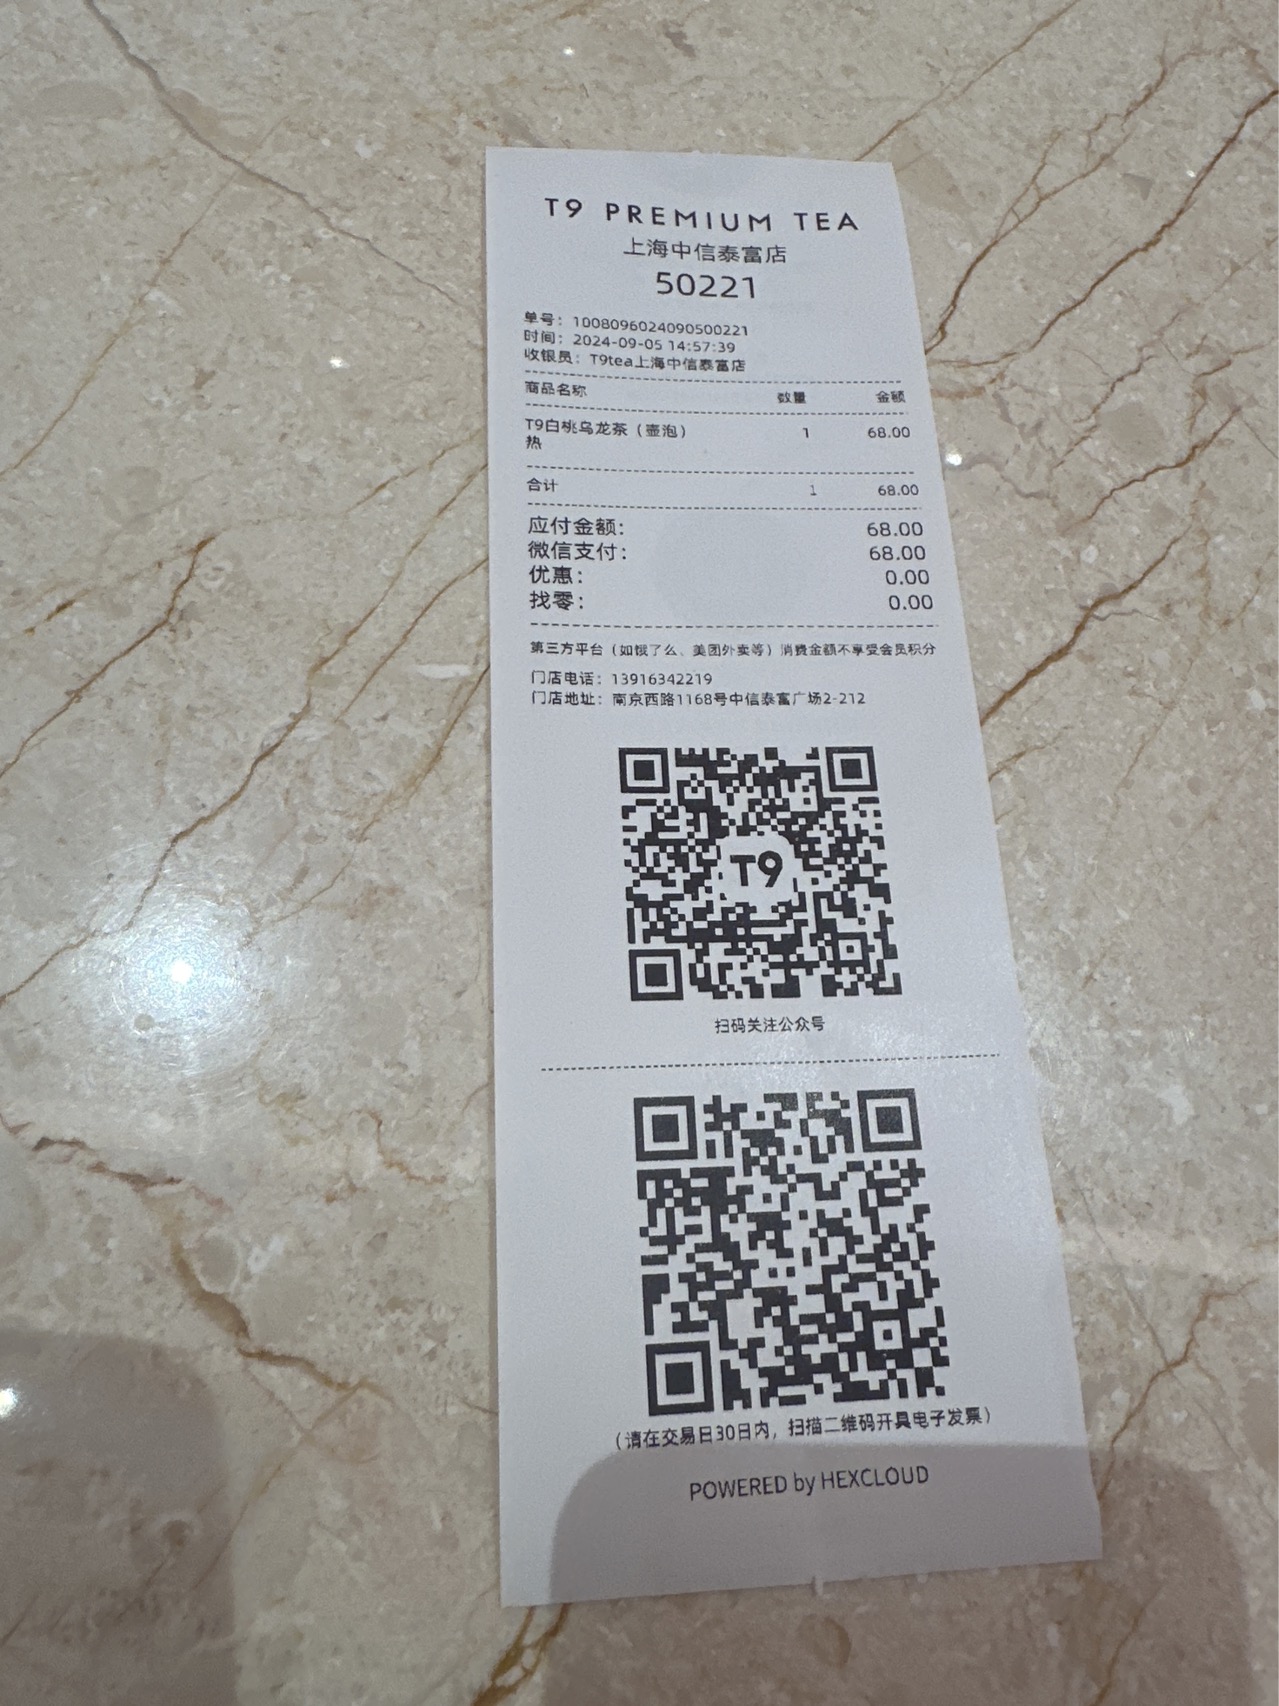 T9 PREMIUM TEA
上海中信泰富店
50221
单号：1008096024090500221
时间：2024-09-05 14:57:39
收银员：T9tea上海中信泰富店
商品名称 数量 金额
T9白桃乌龙茶（壶泡） 1 68.00
热
合计 1 68.00
应付金额： 68.00
微信支付： 68.00
优惠： 0.00
找零： 0.00
第三方平台（如饿了么、美团外卖等）消费金额不享受会员积分
门店电话：13916342219
门店地址：南京西路1168号中信泰富广场2-212
T9
扫码关注公众号
（请在交易日30日内，扫描二维码开具电子发票）
POWERED by HEXCLOUD